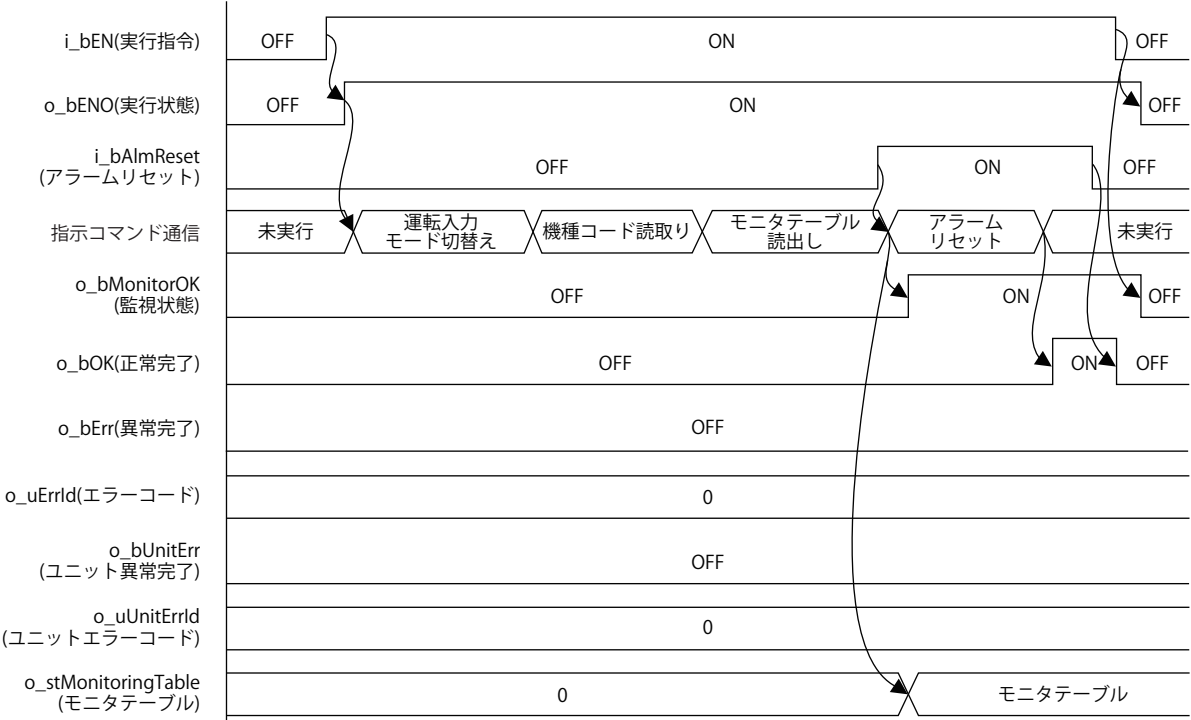 i_bEN(実行指令) OFF ON OFF
o_bENO(実行状態) OFF ON OFF
i_bAlmReset
(アラームリセット) OFF ON OFF
指示コマンド通信 未実行 運転入力
モード切替え 機種コード読取り モニタテーブル
読出し アラーム
リセット 未実行
o_bMonitorOK
(監視状態) OFF ON OFF
o_bOK(正常完了) OFF ON OFF
o_bErr(異常完了) OFF
o_uErrId(エラーコード) 0
o_bUnitErr
(ユニット異常完了) OFF
o_uUnitErrId
(ユニットエラーコード) 0
o_stMonitoringTable
(モニタテーブル) 0 モニタテーブル